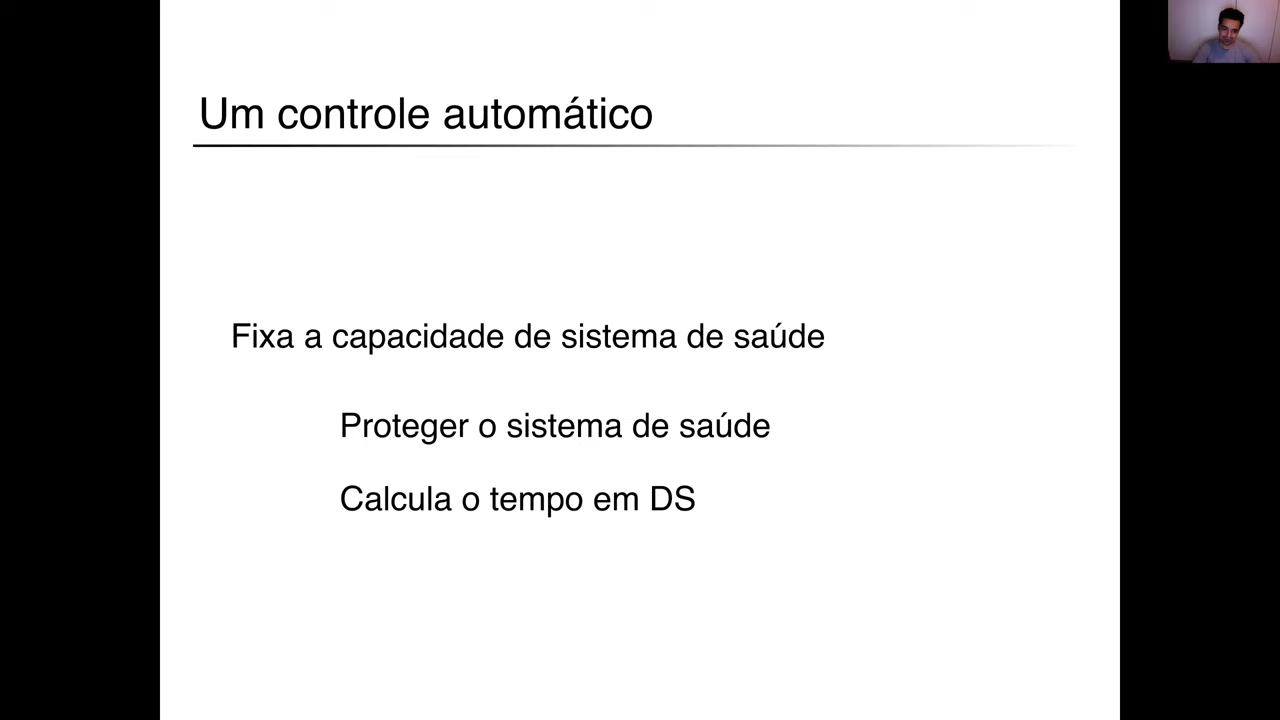 Um controle automático
Fixa a capacidade de sistema de saúde
Proteger o sistema de saúde
Calcula o tempo em DS